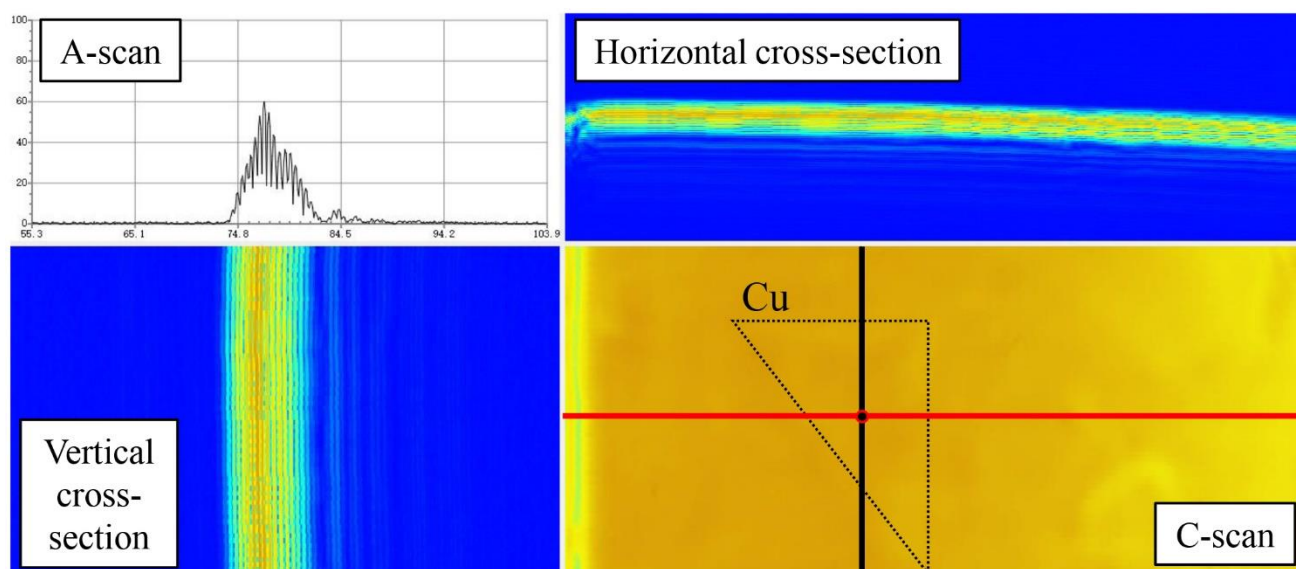 100
80
60
40
20
0
55.3 65.1 74.8 84.5 94.2 103.9
A-scan
Horizontal cross-section
Vertical
cross-
section
Cu
C-scan